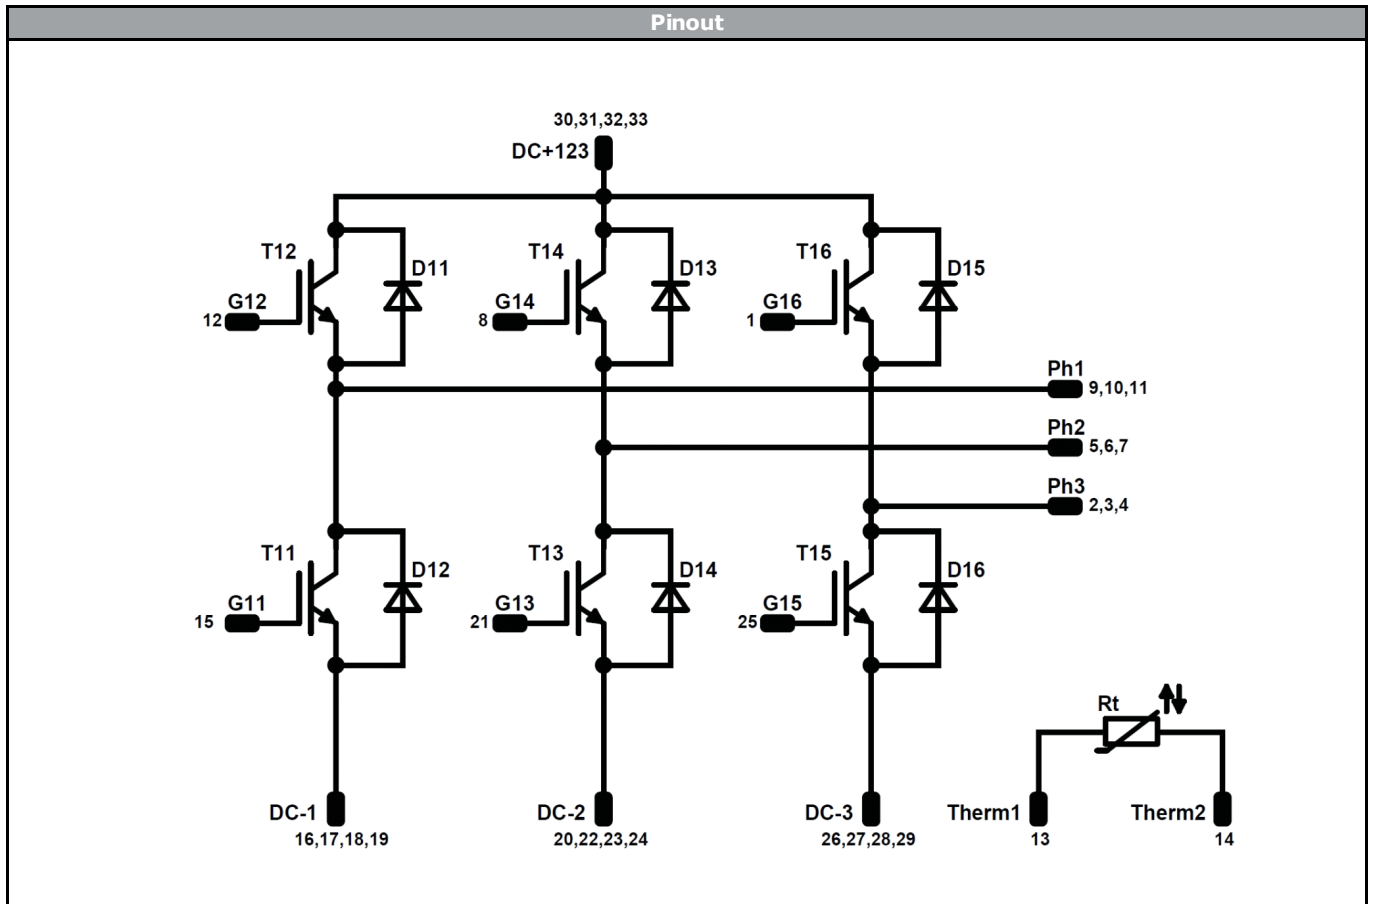 Pinout
30,31,32,33
DC+123
T12
D11
G12
12
T14
D13
G14
8
T16
D15
G16
1
Ph1
9,10,11
Ph2
5,6,7
Ph3
2,3,4
T11
D12
G11
15
T13
D14
G13
21
T15
D16
G15
25
Rt
DC-1
16,17,18,19
DC-2
20,22,23,24
DC-3
26,27,28,29
Therm1
13
Therm2
14